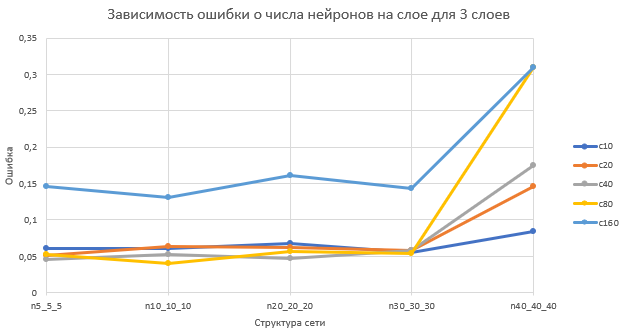 Зависимость ошибки о числа нейронов на слое для 3 слоев
0,35
0,3
0,25
0,2
0,15
0,1
0,05
0
Ошибка
n5_5_5
n10_10_10
n20_20_20
n30_30_30
n40_40_40
Структура сети
c10
c20
c40
c80
c160